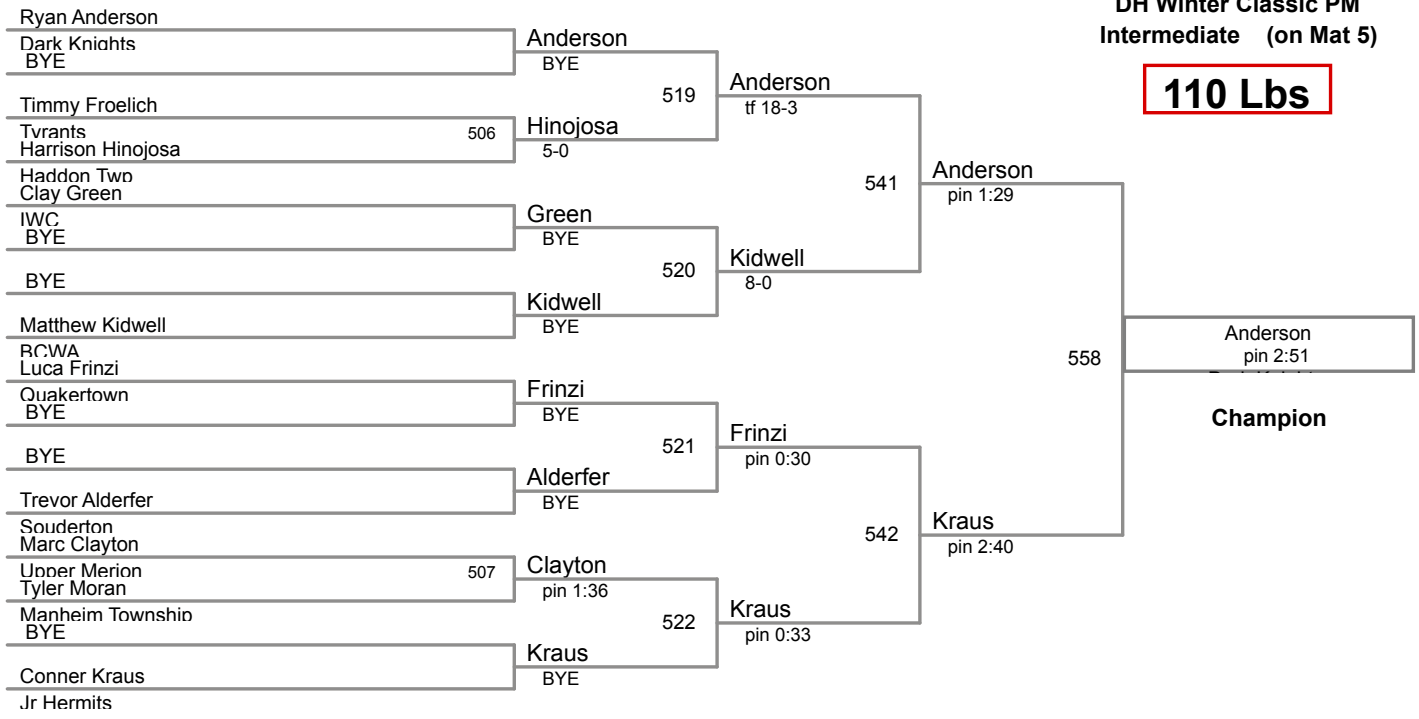 DH Winter Classic PM
Intermediate (on Mat 5)
110 Lbs
Ryan Anderson
Dark Knights
BYE
Timmy Froelich
Tyrants
506
Harrison Hinojosa
Haddon Twp
Clay Green
IWC
BYE
BYE
Matthew Kidwell
BCWA
Luca Frinzi
Quakertown
BYE
BYE
Trevor Alderfer
Souderton
Marc Clayton
Upper Merion
507
Tyler Moran
Manheim Township
BYE
Conner Kraus
Jr Hermits
Anderson
BYE
519
Hinojosa
5-0
Green
BYE
520
Kidwell
BYE
Frinzi
BYE
521
Alderfer
BYE
Clayton
pin 1:36
522
Kraus
BYE
Anderson
tf 18-3
541
Kidwell
8-0
Frinzi
pin 0:30
542
Kraus
pin 0:33
Anderson
pin 1:29
558
Kraus
pin 2:40
Anderson
pin 2:51
Champion